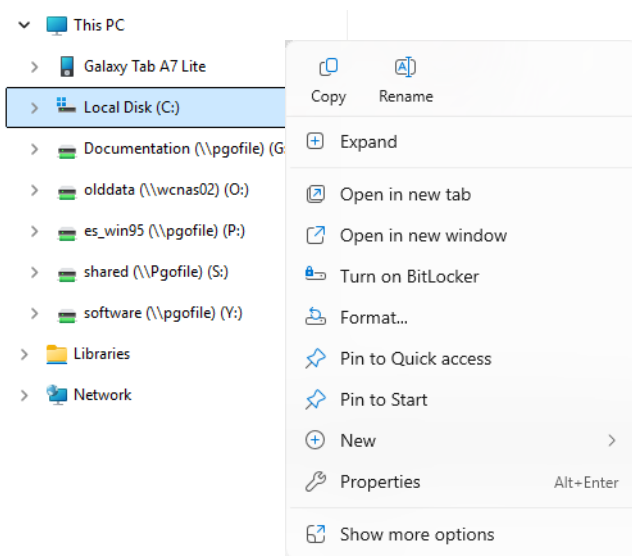 This PC
Galaxy Tab A7 Lite
Local Disk (C:)
Documentation (\\pgofile) (G
olddata (\\wcnas02) (O:)
es_win95 (\\pgofile) (P:)
shared (\\Pgofile) (S:)
software (\\pgofile) (Y:)
Libraries
Network
Copy Rename
Expand
Open in new tab
Open in new window
Turn on BitLocker
Format...
Pin to Quick access
Pin to Start
New
Properties Alt+Enter
Show more options